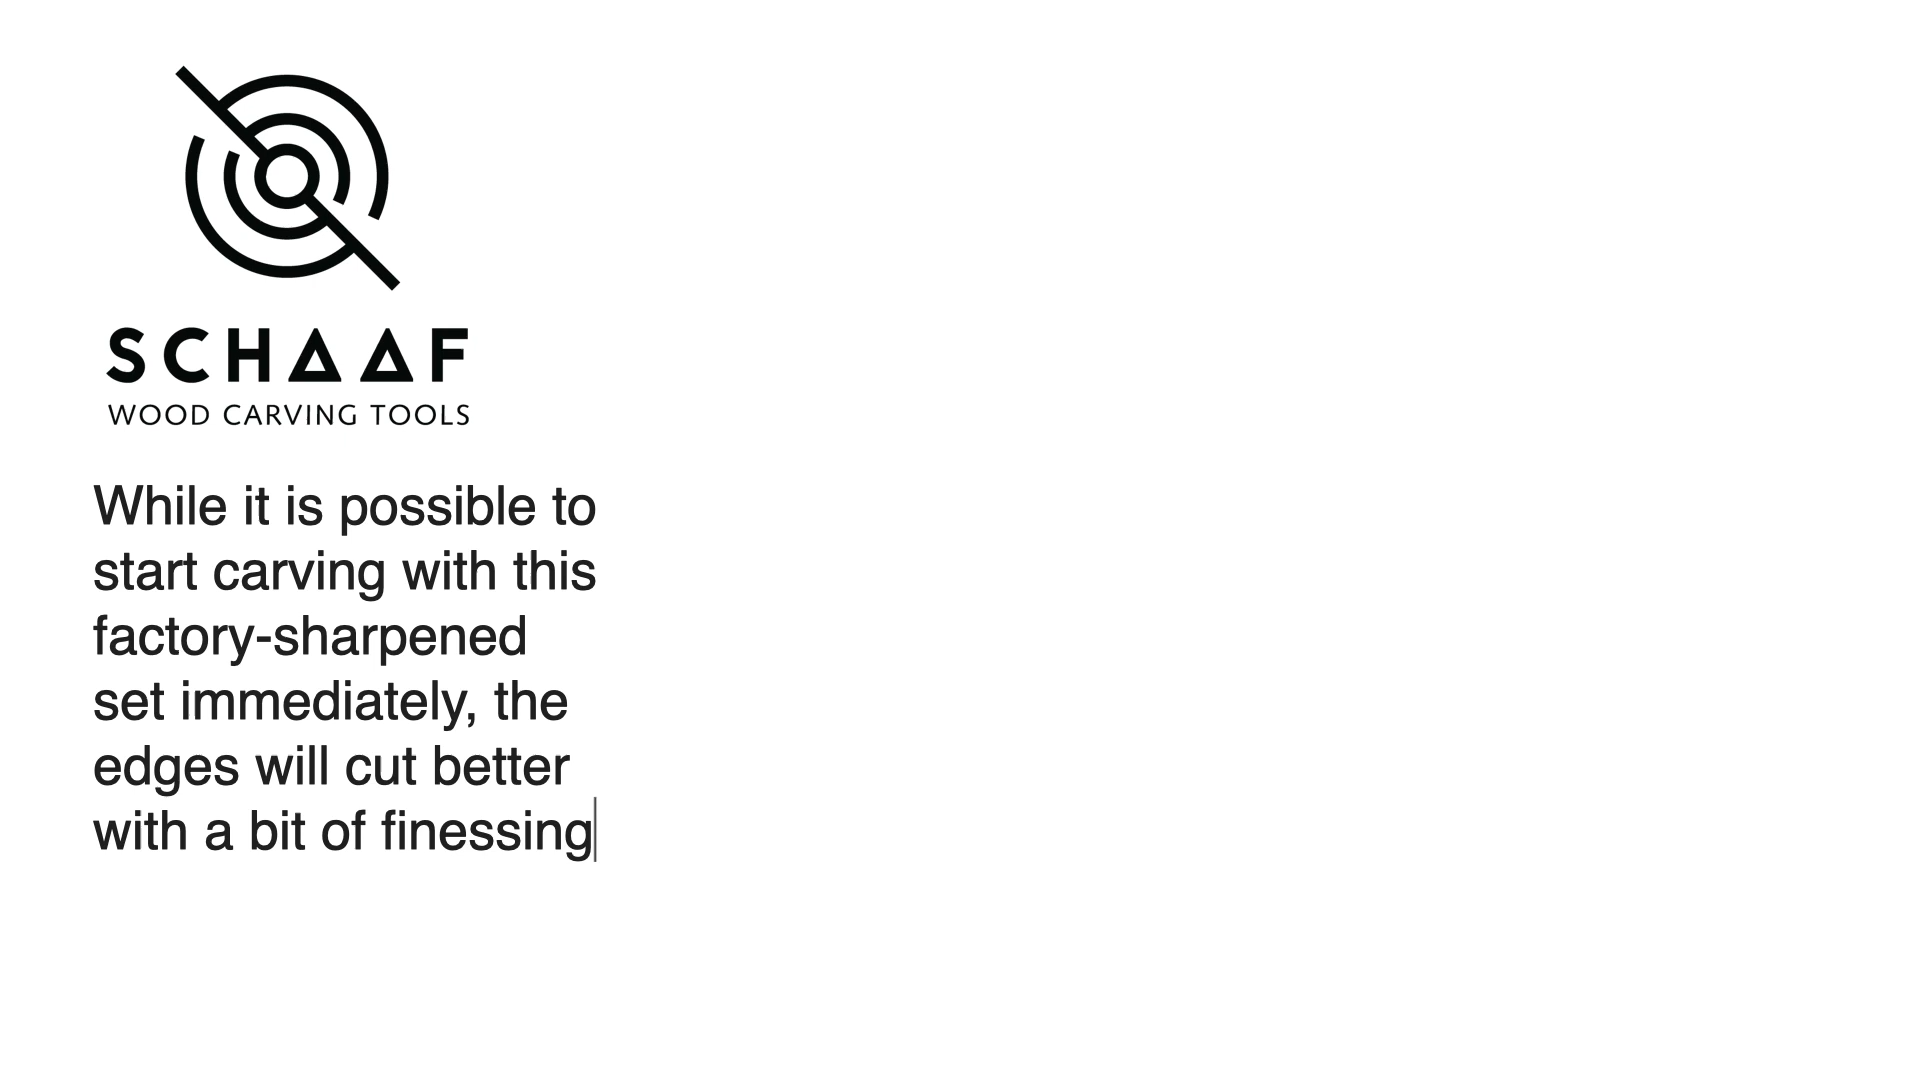 SCHAAF
WOOD CARVING TOOLS
While it is possible to
start carving with this
factory-sharpened
set immediately, the
edges will cut better
with a bit of finessing